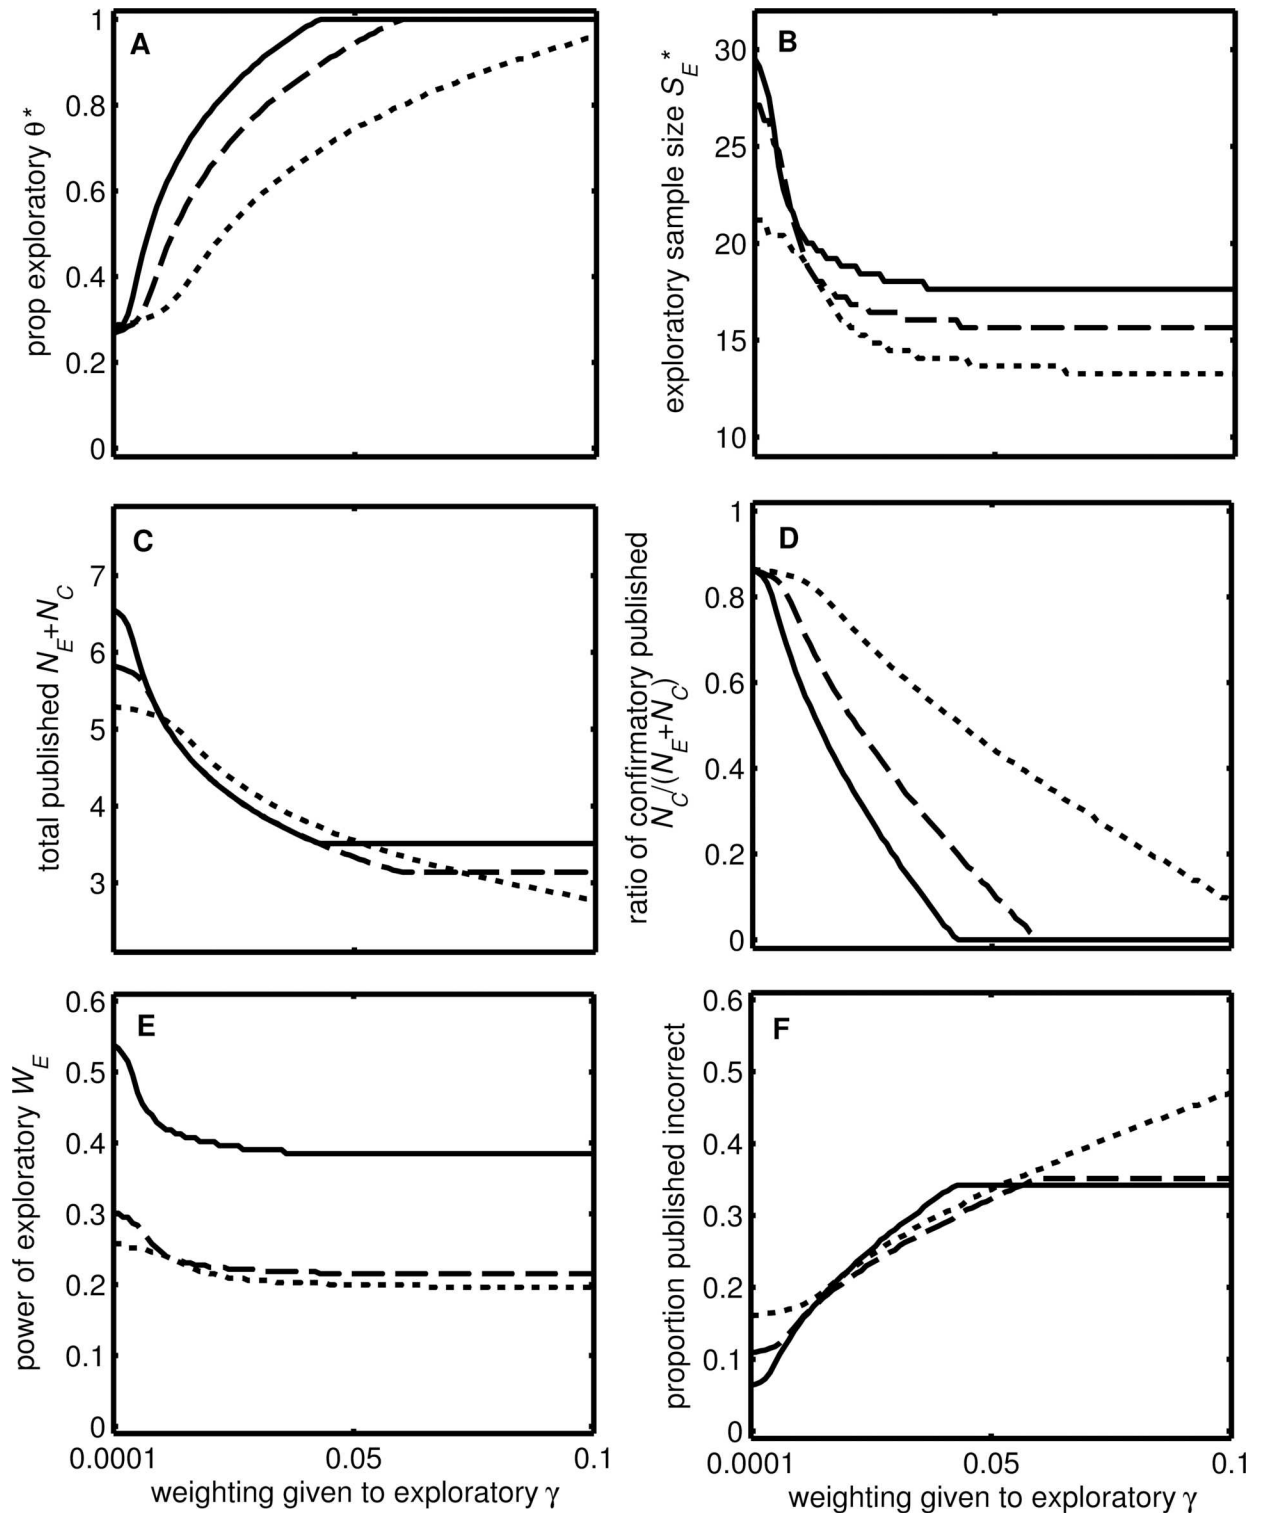 A
prop exploratory θ*
1
0.8
0.6
0.4
0.2
0
B
exploratory sample size S_E*
30
25
20
15
10
C
total published N_E+N_C
7
6
5
4
3
D
ratio of confirmatory published
N_C/(N_E+N_C)
1
0.8
0.6
0.4
0.2
0
E
power of exploratory W_E
0.6
0.5
0.4
0.3
0.2
0.1
0
0.0001
0.05
0.1
weighting given to exploratory γ
F
proportion published incorrect
0.6
0.5
0.4
0.3
0.2
0.1
0
0.0001
0.05
0.1
weighting given to exploratory γ